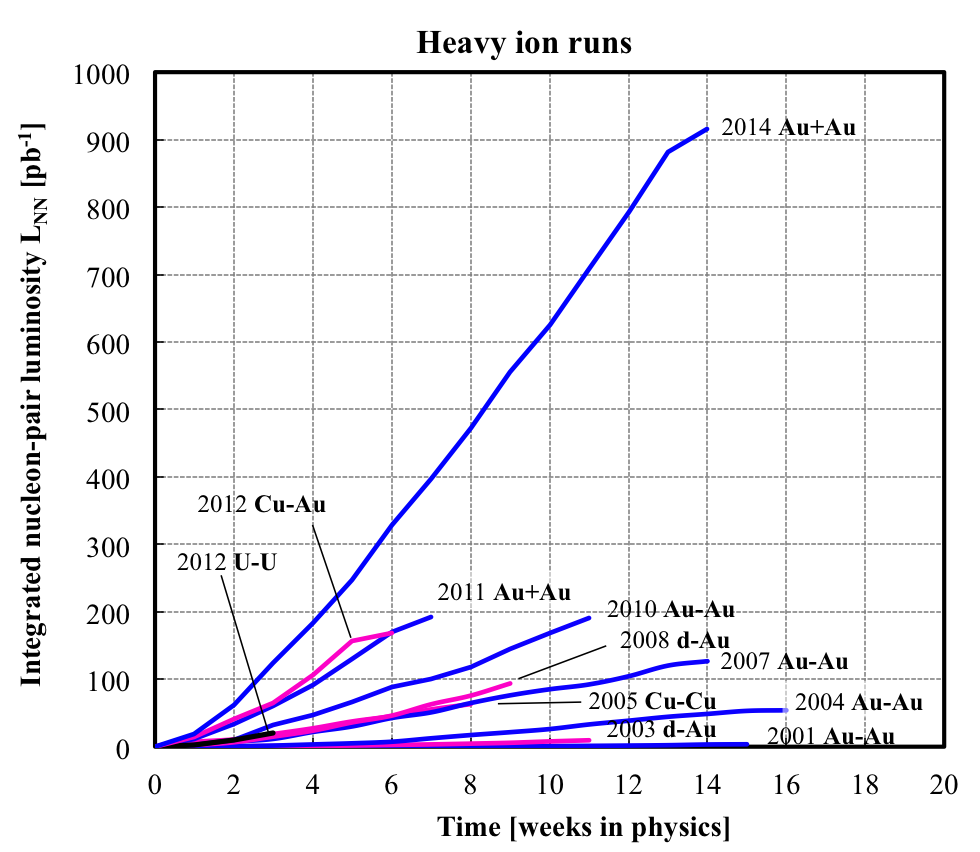 Heavy ion runs
Integrated nucleon-pair luminosity L_NN [pb^-1]
1000
900
800
700
600
500
400
300
200
100
0
2014 Au+Au
2012 Cu-Au
2012 U-U
2011 Au+Au
2010 Au-Au
2008 d-Au
2007 Au-Au
2005 Cu-Cu
2004 Au-Au
2003 d-Au
2001 Au-Au
0 2 4 6 8 10 12 14 16 18 20
Time [weeks in physics]